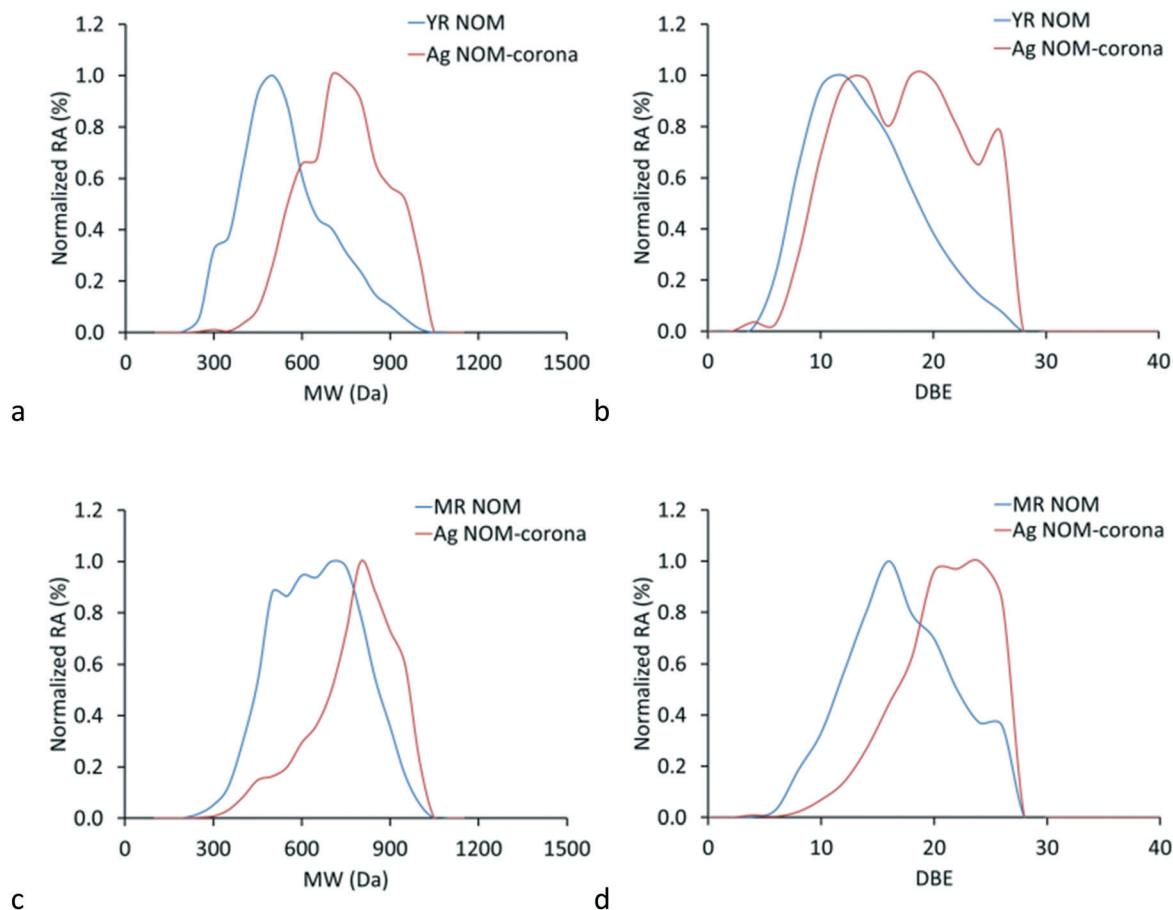 YR NOM
Ag NOM-corona
Normalized RA (%)
1.2
1.0
0.8
0.6
0.4
0.2
0.0
0 300 600 900 1200 1500
MW (Da)
a
YR NOM
Ag NOM-corona
Normalized RA (%)
1.2
1.0
0.8
0.6
0.4
0.2
0.0
0 10 20 30 40
DBE
b
MR NOM
Ag NOM-corona
Normalized RA (%)
1.2
1.0
0.8
0.6
0.4
0.2
0.0
0 300 600 900 1200 1500
MW (Da)
c
MR NOM
Ag NOM-corona
Normalized RA (%)
1.2
1.0
0.8
0.6
0.4
0.2
0.0
0 10 20 30 40
DBE
d